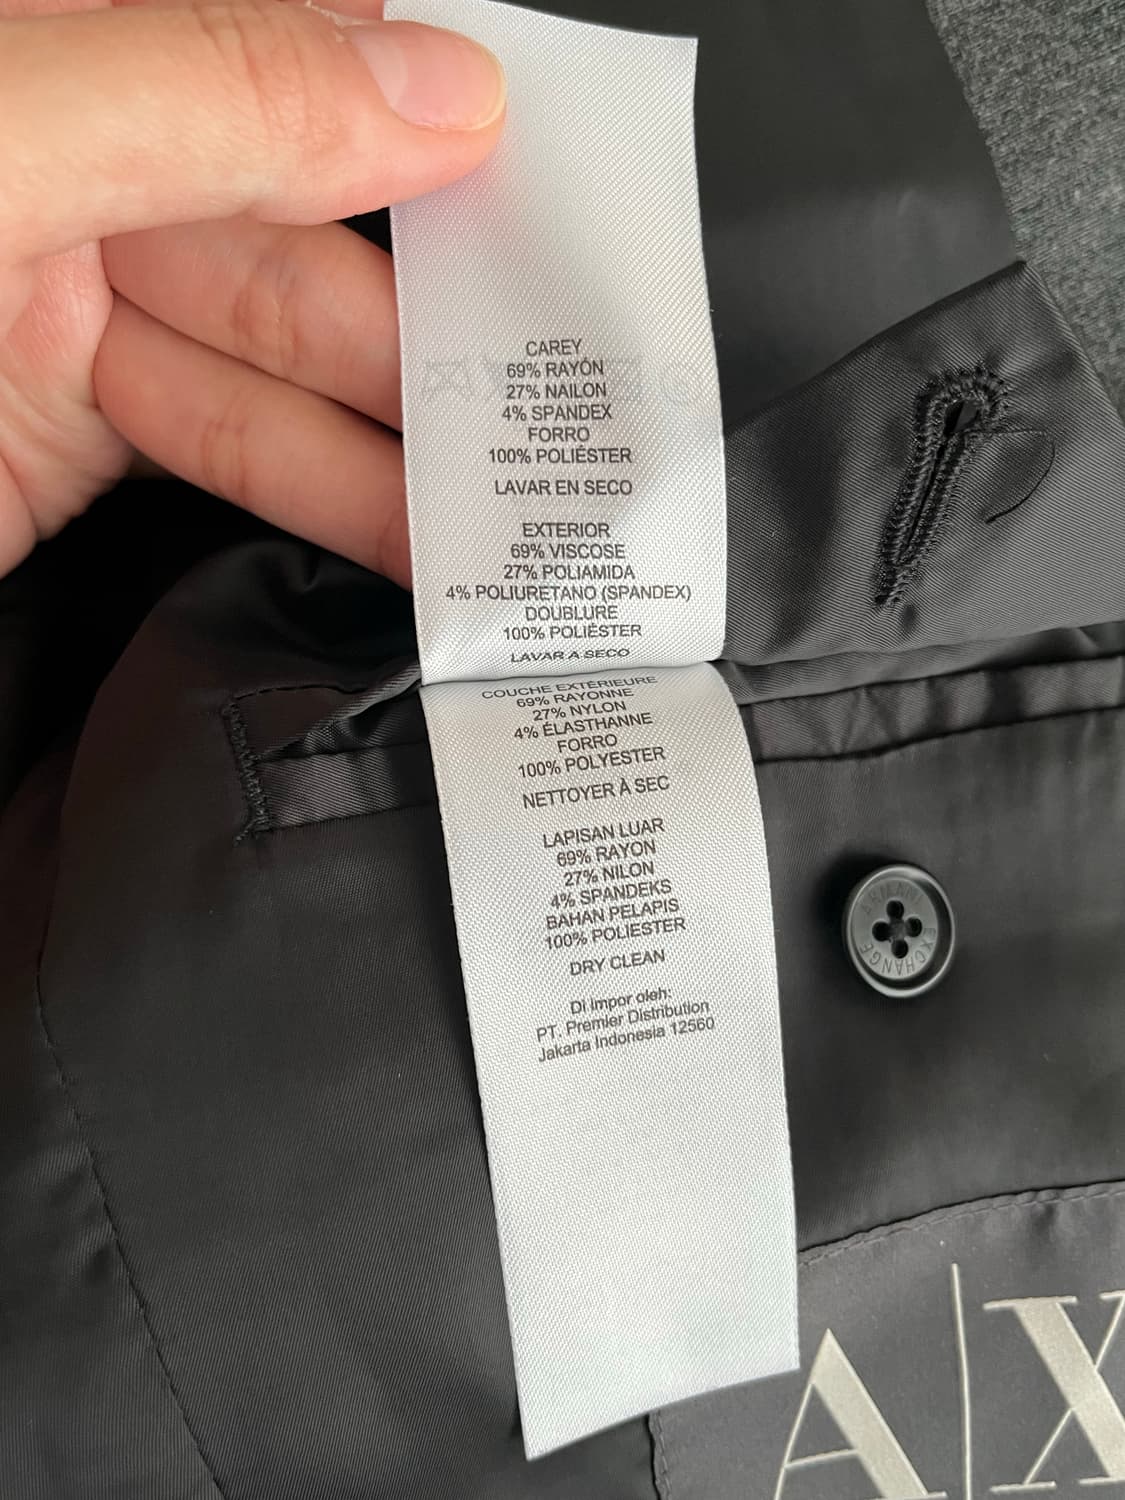 CAREY
69% RAYÓN
27% NAILON
4% SPANDEX
FORRO
100% POLIÉSTER
LAVAR EN SECO
EXTERIOR
69% VISCOSE
27% POLIAMIDA
4% POLIURETANO (SPANDEX)
DOUBLURE
100% POLIÉSTER
LAVAR A SECO
COUCHE EXTÉRIEURE
69% RAYONNE
27% NYLON
4% ÉLASTHANNE
FORRO
100% POLYESTER
NETTOYER À SEC
LAPISAN LUAR
69% RAYON
27% NILON
4% SPANDEKS
BAHAN PELAPIS
100% POLIESTER
DRY CLEAN
Di Impor oleh:
PT. Premier Distribution
Jakarta Indonesia 12560
ARMANI EXCHANGE
A|X